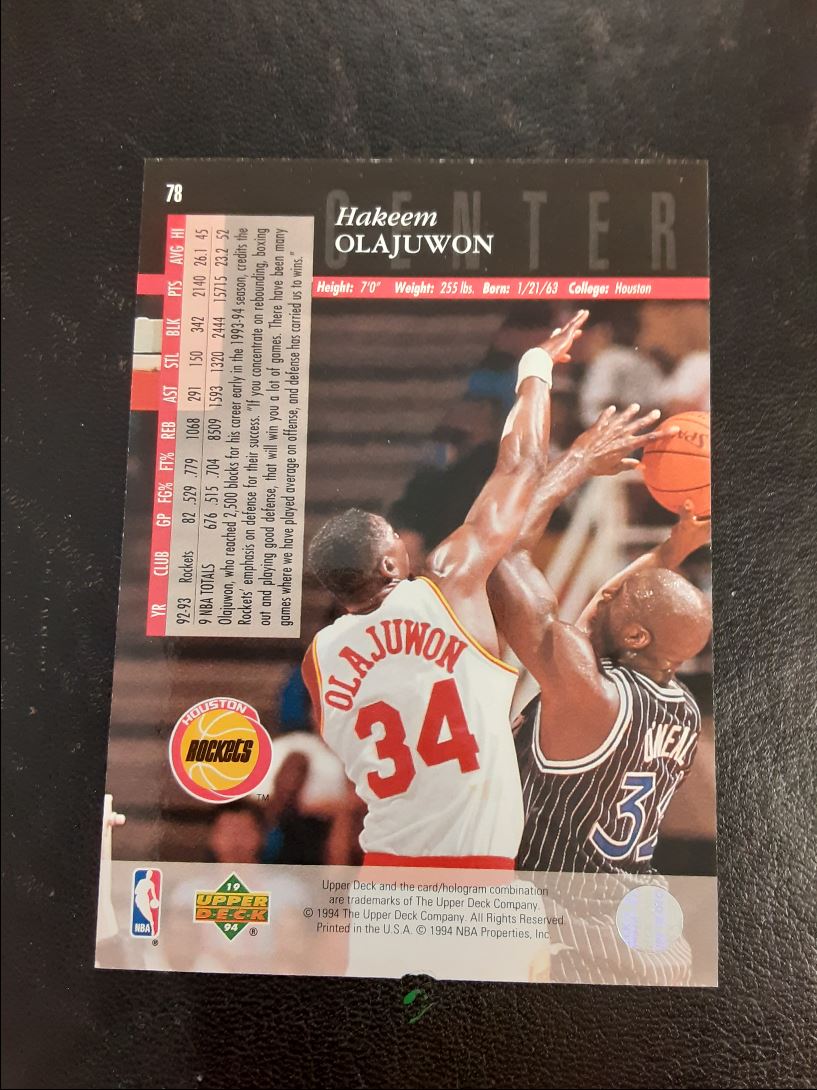 78
CENTER
Hakeem
OLAJUWON
Height: 7'0" Weight: 255 lbs. Born: 1/21/63 College: Houston
YR CLUB GP FG% FT% REB AST STL BLK PTS AVG HI
92-93 Rockets 82 .529 .779 1068 291 150 342 2140 26.1 45
9 NBA TOTALS 676 .515 .704 8509 1593 1320 2444 15715 23.2 52
Olajuwon, who reached 2,500 blocks for his career early in the 1993-94 season, credits the
Rockets' emphasis on defense for their success. "If you concentrate on rebounding, boxing
out and playing good defense, that will win you a lot of games. There have been many
games where we have played average on offense, and defense has carried us to wins."
OLAJUWON
34
O'NEAL
HOUSTON
ROCKETS
TM
NBA
®
19
UPPER
DECK
94
®
Upper Deck and the card/hologram combination
are trademarks of The Upper Deck Company.
© 1994 The Upper Deck Company. All Rights Reserved
Printed in the U.S.A. © 1994 NBA Properties, Inc.